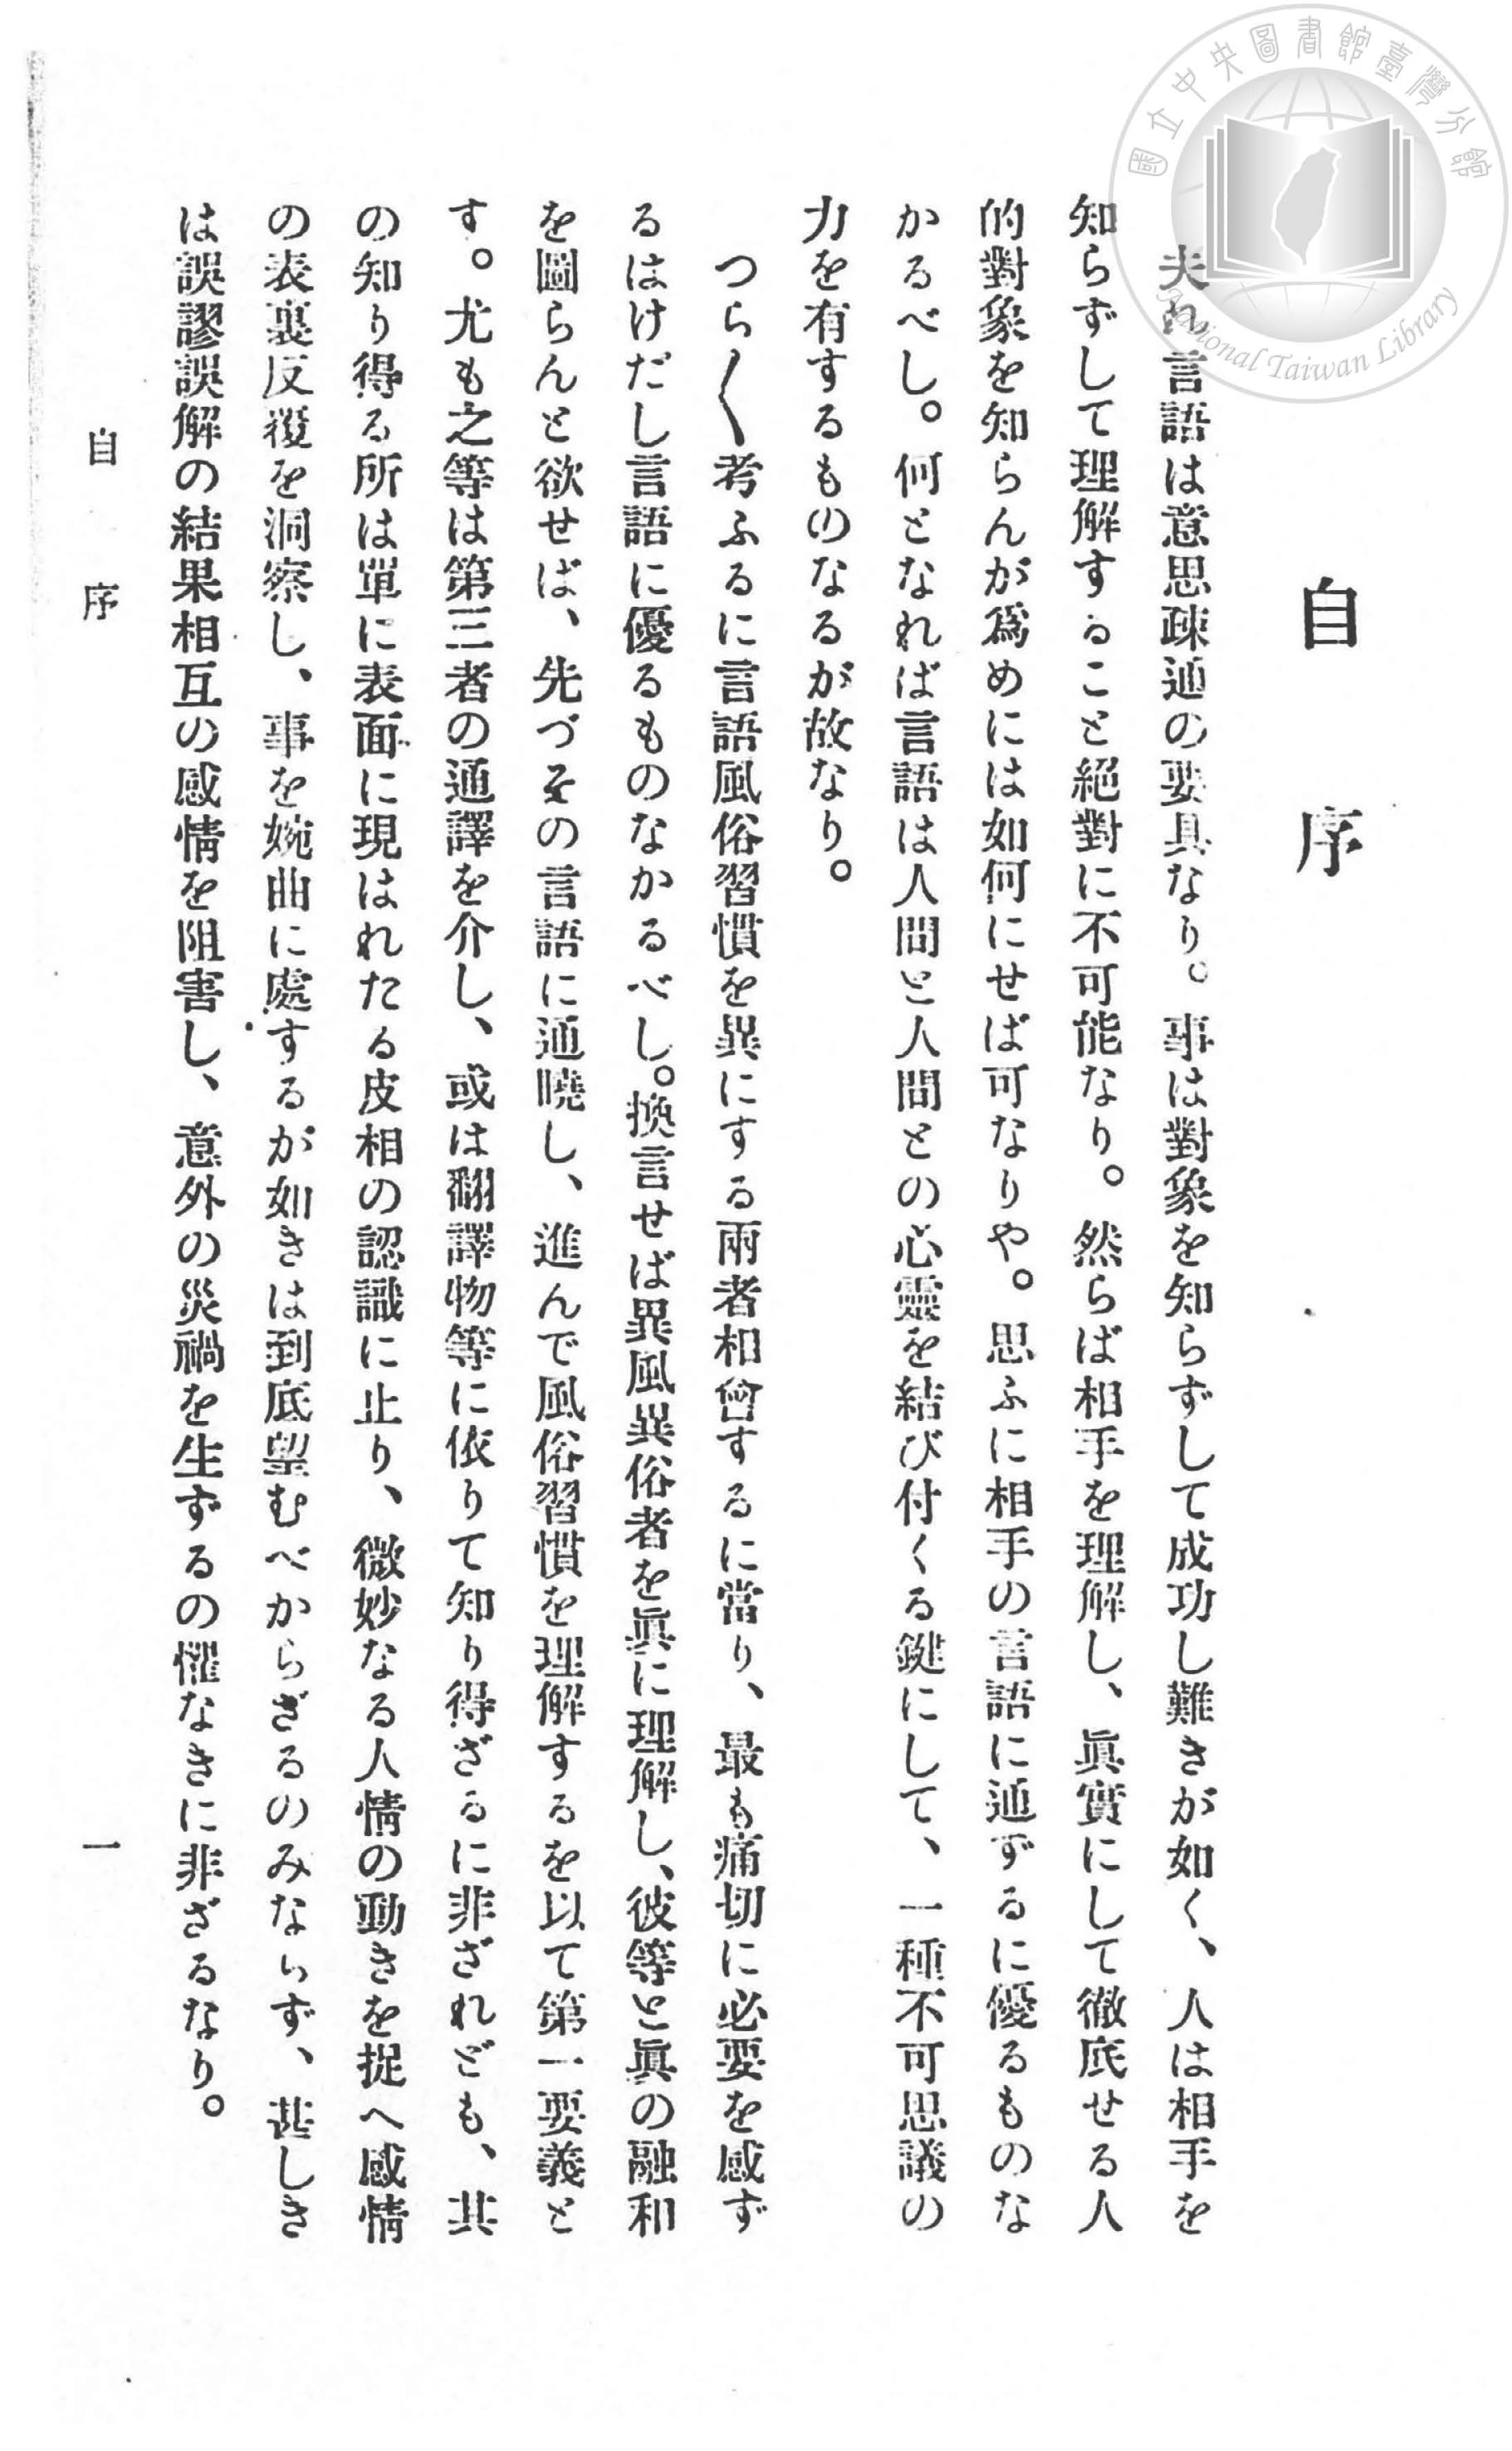 國立中央圖書館臺灣分館
National Taiwan Library
自序
夫れ言語は意思疎通の要具なり。事は對象を知らずして成功し難きが如く、人は相手を
知らずして理解すること絕對に不可能なり。然らば相手を理解し、眞實にして徹底せる人
的對象を知らんが爲めには如何にせば可なりや。思ふに相手の言語に通ずるに優るものな
かるべし。何となれば言語は人間と人間との心靈を結び付くる鍵にして、一種不可思議の
力を有するものなるが故なり。
つら〱考ふるに言語風俗習慣を異にする兩者相會するに當り、最も痛切に必要を感ず
るはけだし言語に優るものなかるべし。換言せば異風異俗者を眞に理解し、彼等と眞の融和
を圖らんと欲せば、先づその言語に通曉し、進んで風俗習慣を理解するを以て第一要義と
す。尤も之等は第三者の通譯を介し、或は翻譯物等に依りて知り得ざるに非ざれども、其
の知り得る所は單に表面に現はれたる皮相の認識に止り、微妙なる人情の動きを捉へ感情
の表裏反覆を洞察し、事を婉曲に處するが如きは到底望むべからざるのみならず、甚しき
は誤謬誤解の結果相互の感情を阻害し、意外の災禍を生ずるの懼なきに非ざるなり。
自序
一